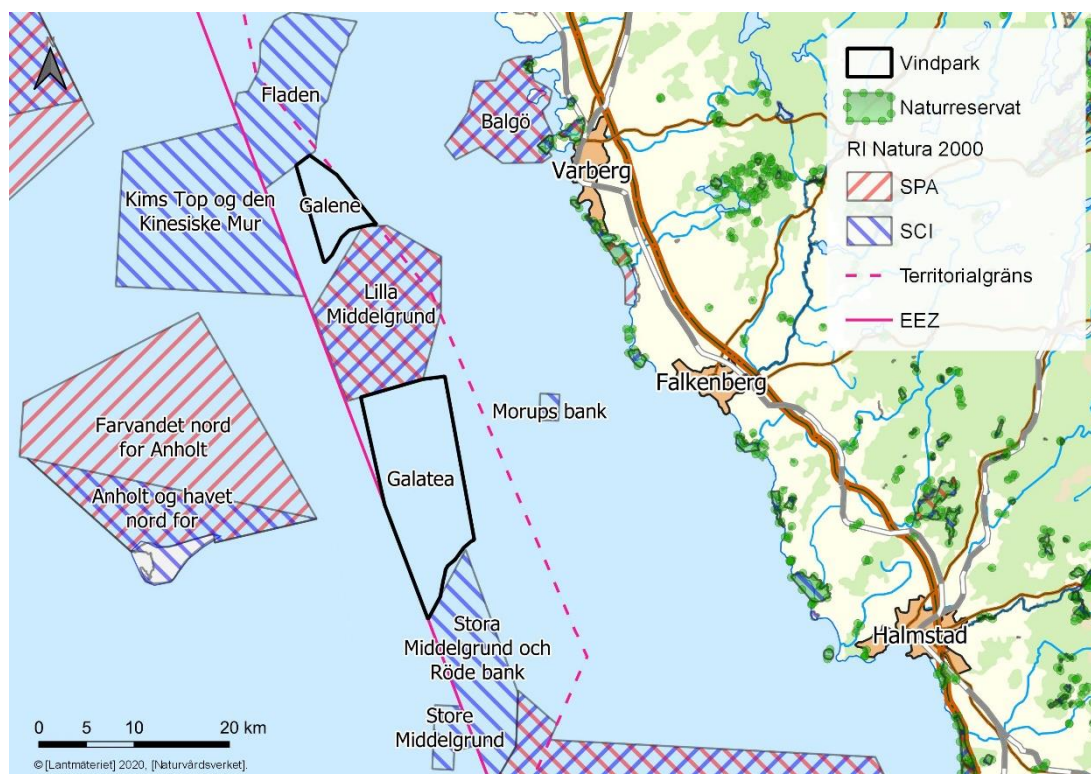 Fladen
Balgö
Varberg
Kims Top og den
Kinesiske Mur
Galene
Lilla
Middelgrund
Falkenberg
Morups bank
Farvandet nord
for Anholt
Anholt og havet
nord for
Galatea
Stora
Middelgrund och
Röde bank
Halmstad
Store
Middelgrund
Vindpark
Naturreservat
RI Natura 2000
SPA
SCI
Territorialgräns
EEZ
0 5 10 20 km
© [Lantmäteriet] 2020, [Naturvårdsverket].